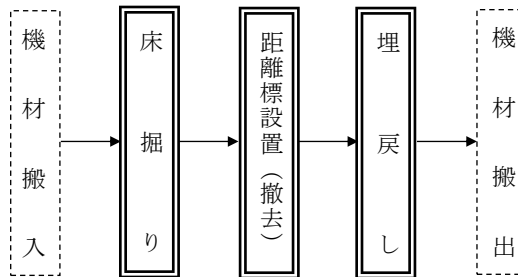 機材搬入
床掘り
距離標設置（撤去）
埋戻し
機材搬出